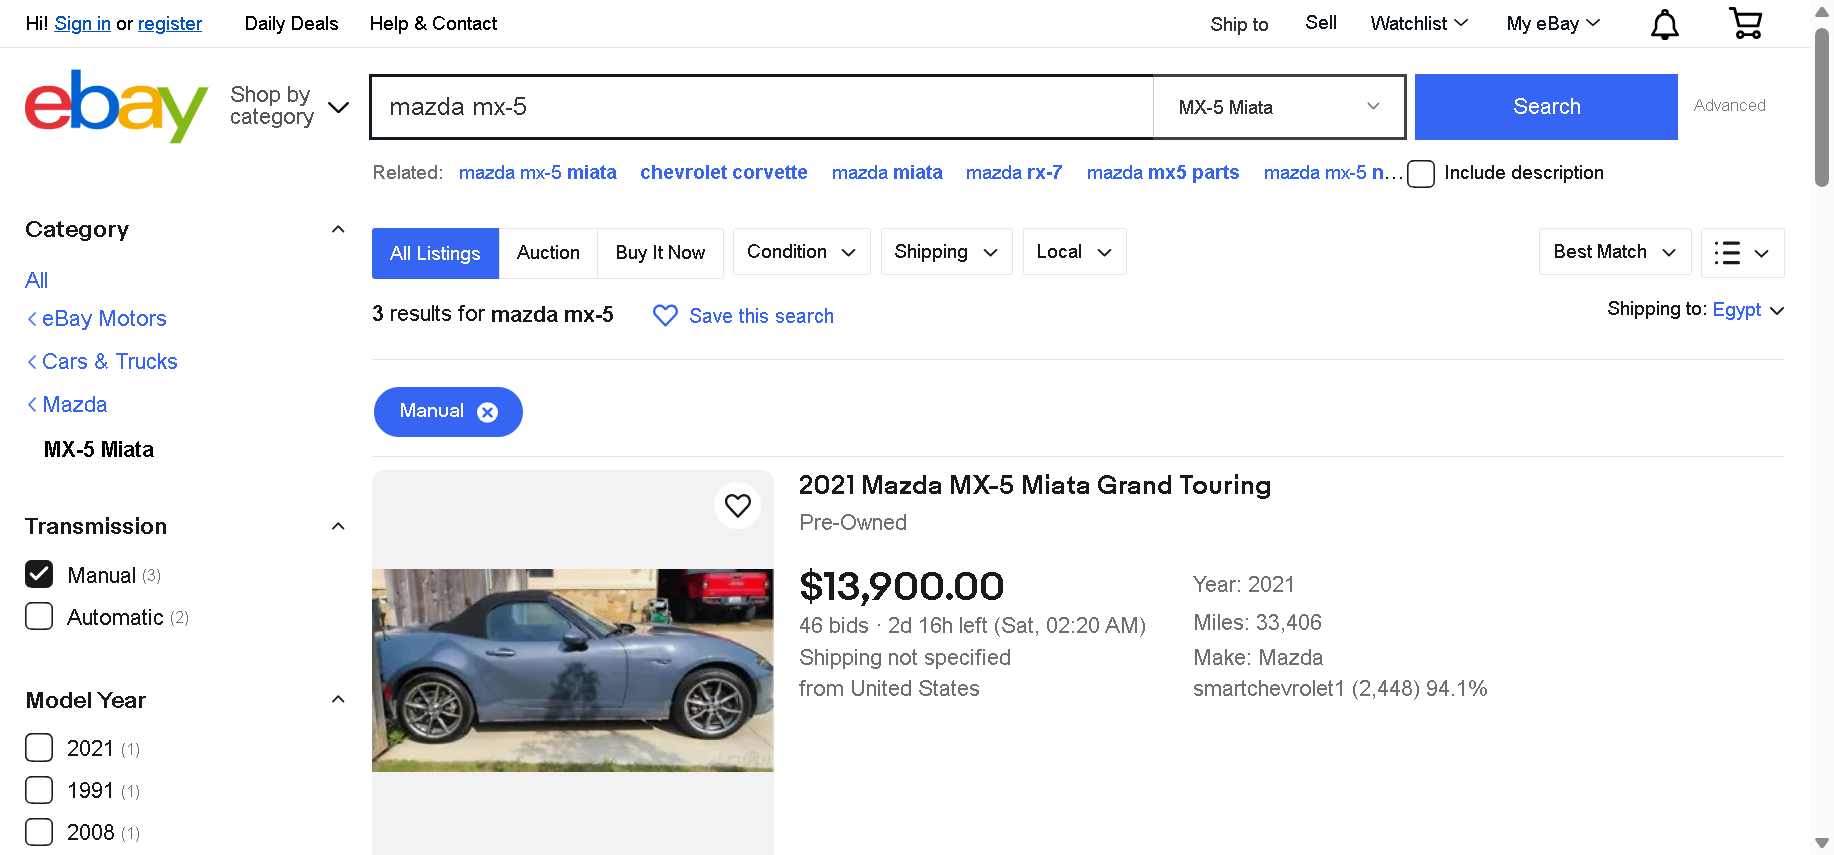 Hi! Sign in or register
Daily Deals
Help & Contact
Ship to
Sell
Watchlist
My eBay
ebay
Shop by
category
mazda mx-5
MX-5 Miata
Search
Advanced
Related: mazda mx-5 miata chevrolet corvette mazda miata mazda rx-7 mazda mx5 parts mazda mx-5 n...
Include description
Category
All
eBay Motors
Cars & Trucks
Mazda
MX-5 Miata
Transmission
Manual (3)
Automatic (2)
Model Year
2021 (1)
1991 (1)
2008 (1)
All Listings
Auction
Buy It Now
Condition
Shipping
Local
Best Match
3 results for mazda mx-5
Save this search
Shipping to: Egypt
Manual
2021 Mazda MX-5 Miata Grand Touring
Pre-Owned
$13,900.00
46 bids · 2d 16h left (Sat, 02:20 AM)
Shipping not specified
from United States
Year: 2021
Miles: 33,406
Make: Mazda
smartchevrolet1 (2,448) 94.1%